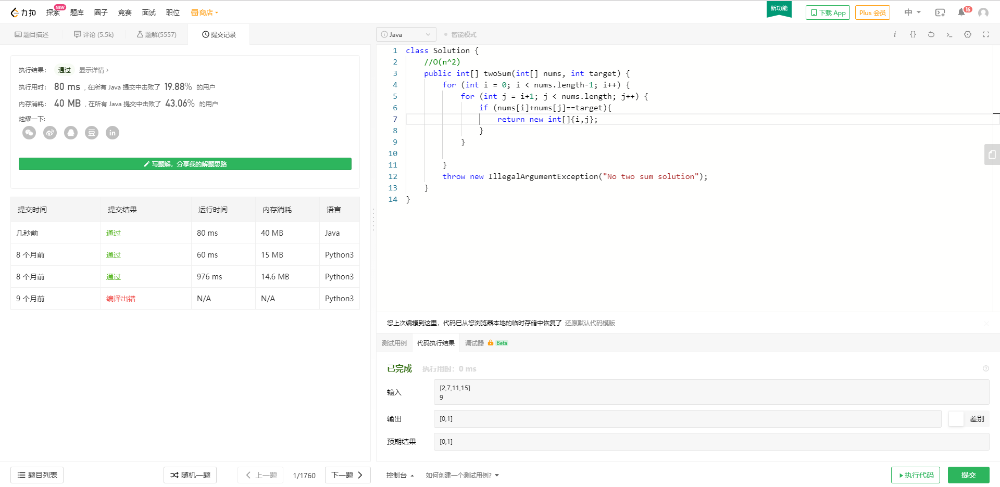 力扣
探索
NEW
题库
圈子
竞赛
面试
职位
商店
新功能
下载 App
Plus 会员
中
16
题目描述
评论 (5.5k)
题解(5557)
提交记录
执行结果：
通过
显示详情 ›
执行用时： 80 ms , 在所有 Java 提交中击败了 19.88% 的用户
内存消耗： 40 MB , 在所有 Java 提交中击败了 43.06% 的用户
炫耀一下:
豆
in
写题解，分享我的解题思路
提交时间 提交结果 运行时间 内存消耗 语言
几秒前 通过 80 ms 40 MB Java
8 个月前 通过 60 ms 15 MB Python3
8 个月前 通过 976 ms 14.6 MB Python3
9 个月前 编译出错 N/A N/A Python3
题目列表
随机一题
上一题
1/1760
下一题
Java
智能模式
i
{}
1 class Solution {
2 //O(n^2)
3 public int[] twoSum(int[] nums, int target) {
4 for (int i = 0; i < nums.length-1; i++) {
5 for (int j = i+1; j < nums.length; j++) {
6 if (nums[i]+nums[j]==target){
7 return new int[]{i,j};
8 }
9 }
10
11 }
12 throw new IllegalArgumentException("No two sum solution");
13 }
14 }
您上次编辑到这里，代码已从您浏览器本地的临时存储中恢复了 还原默认代码模版
测试用例
代码执行结果
调试器
Beta
已完成
执行用时：0 ms
输入
[2,7,11,15]
9
输出
[0,1]
差别
预期结果
[0,1]
控制台
如何创建一个测试用例?
执行代码
提交